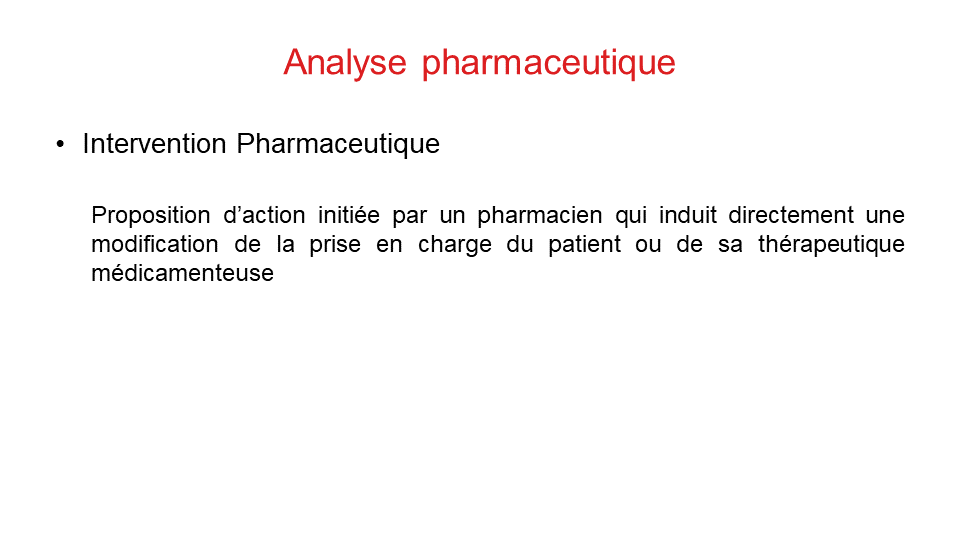 Analyse pharmaceutique
• Intervention Pharmaceutique
Proposition d’action initiée par un pharmacien qui induit directement une
modification de la prise en charge du patient ou de sa thérapeutique
médicamenteuse